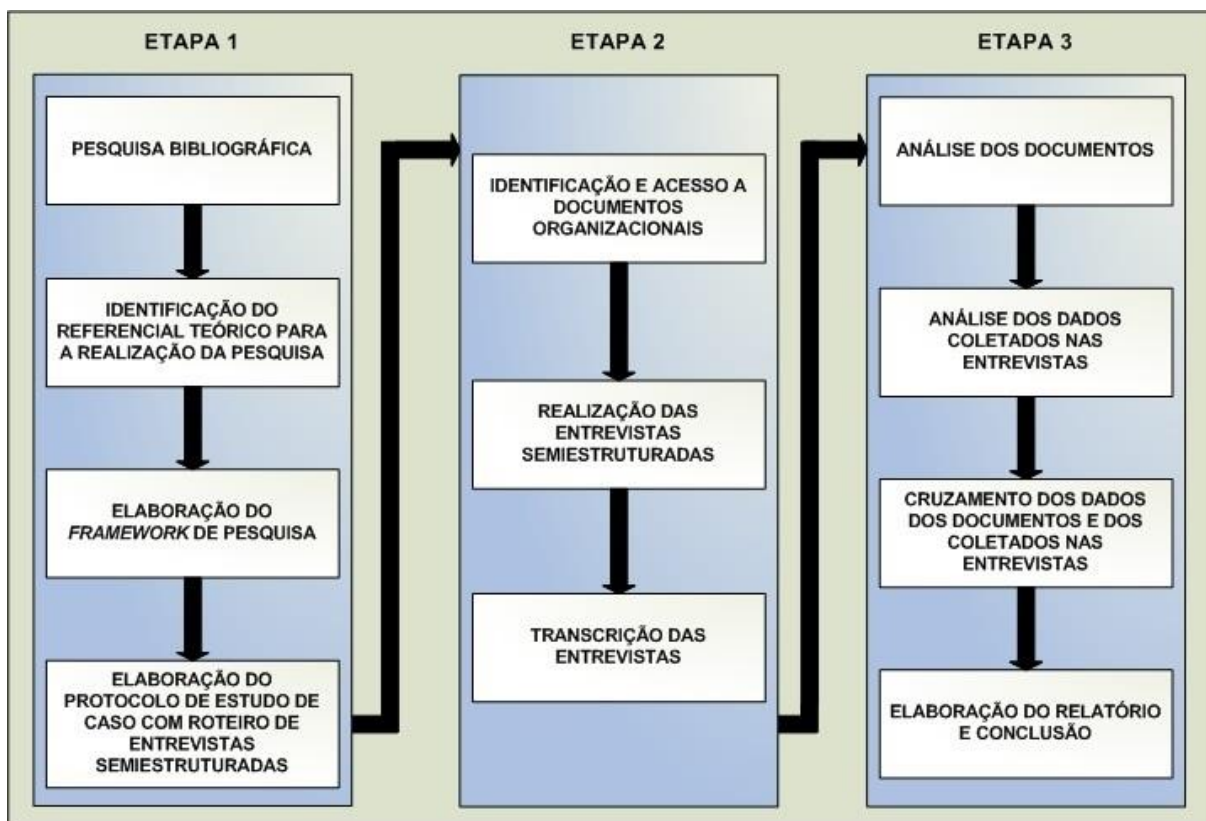 ETAPA 1
PESQUISA BIBLIOGRÁFICA
IDENTIFICAÇÃO DO
REFERENCIAL TEÓRICO PARA
A REALIZAÇÃO DA PESQUISA
ELABORAÇÃO DO
FRAMEWORK DE PESQUISA
ELABORAÇÃO DO
PROTOCOLO DE ESTUDO DE
CASO COM ROTEIRO DE
ENTREVISTAS
SEMIESTRUTURADAS
ETAPA 2
IDENTIFICAÇÃO E ACESSO A
DOCUMENTOS
ORGANIZACIONAIS
REALIZAÇÃO DAS
ENTREVISTAS
SEMIESTRUTURADAS
TRANSCRIÇÃO DAS
ENTREVISTAS
ETAPA 3
ANÁLISE DOS DOCUMENTOS
ANÁLISE DOS DADOS
COLETADOS NAS
ENTREVISTAS
CRUZAMENTO DOS DADOS
DOS DOCUMENTOS E DOS
COLETADOS NAS
ENTREVISTAS
ELABORAÇÃO DO RELATÓRIO
E CONCLUSÃO